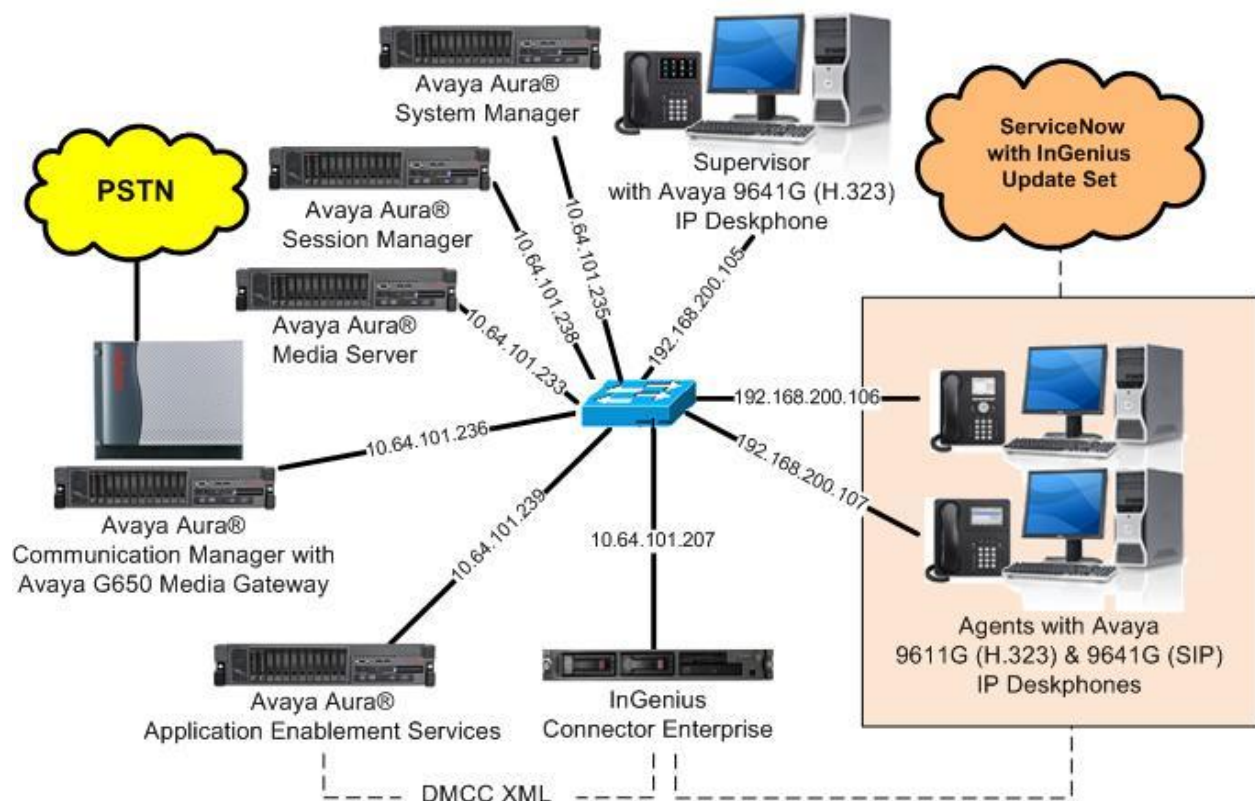 Avaya Aura®
System Manager
PSTN
Avaya Aura®
Session Manager
Supervisor
with Avaya 9641G (H.323)
IP Deskphone
ServiceNow
with InGenius
Update Set
Avaya Aura®
Media Server
10.64.101.238
10.64.101.235
192.168.200.105
10.64.101.233
192.168.200.106
10.64.101.236
192.168.200.107
Avaya Aura®
Communication Manager with
Avaya G650 Media Gateway
10.64.101.239
10.64.101.207
Agents with Avaya
9611G (H.323) & 9641G (SIP)
IP Deskphones
Avaya Aura®
Application Enablement Services
InGenius
Connector Enterprise
DMCC XML